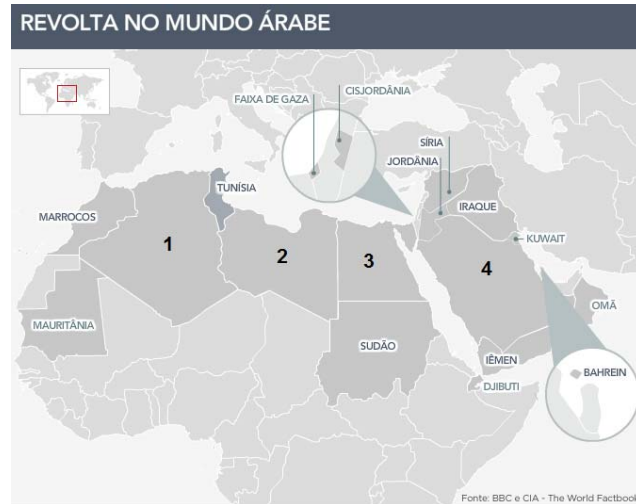 REVOLTA NO MUNDO ÁRABE
CISJORDÂNIA
FAIXA DE GAZA
SÍRIA
JORDÂNIA
TUNÍSIA
IRAQUE
MARROCOS
KUWAIT
1
2
3
4
OMÃ
MAURITÂNIA
SUDÃO
IÊMEN
BAHREIN
DJIBUTI
Fonte: BBC e CIA - The World Factbook